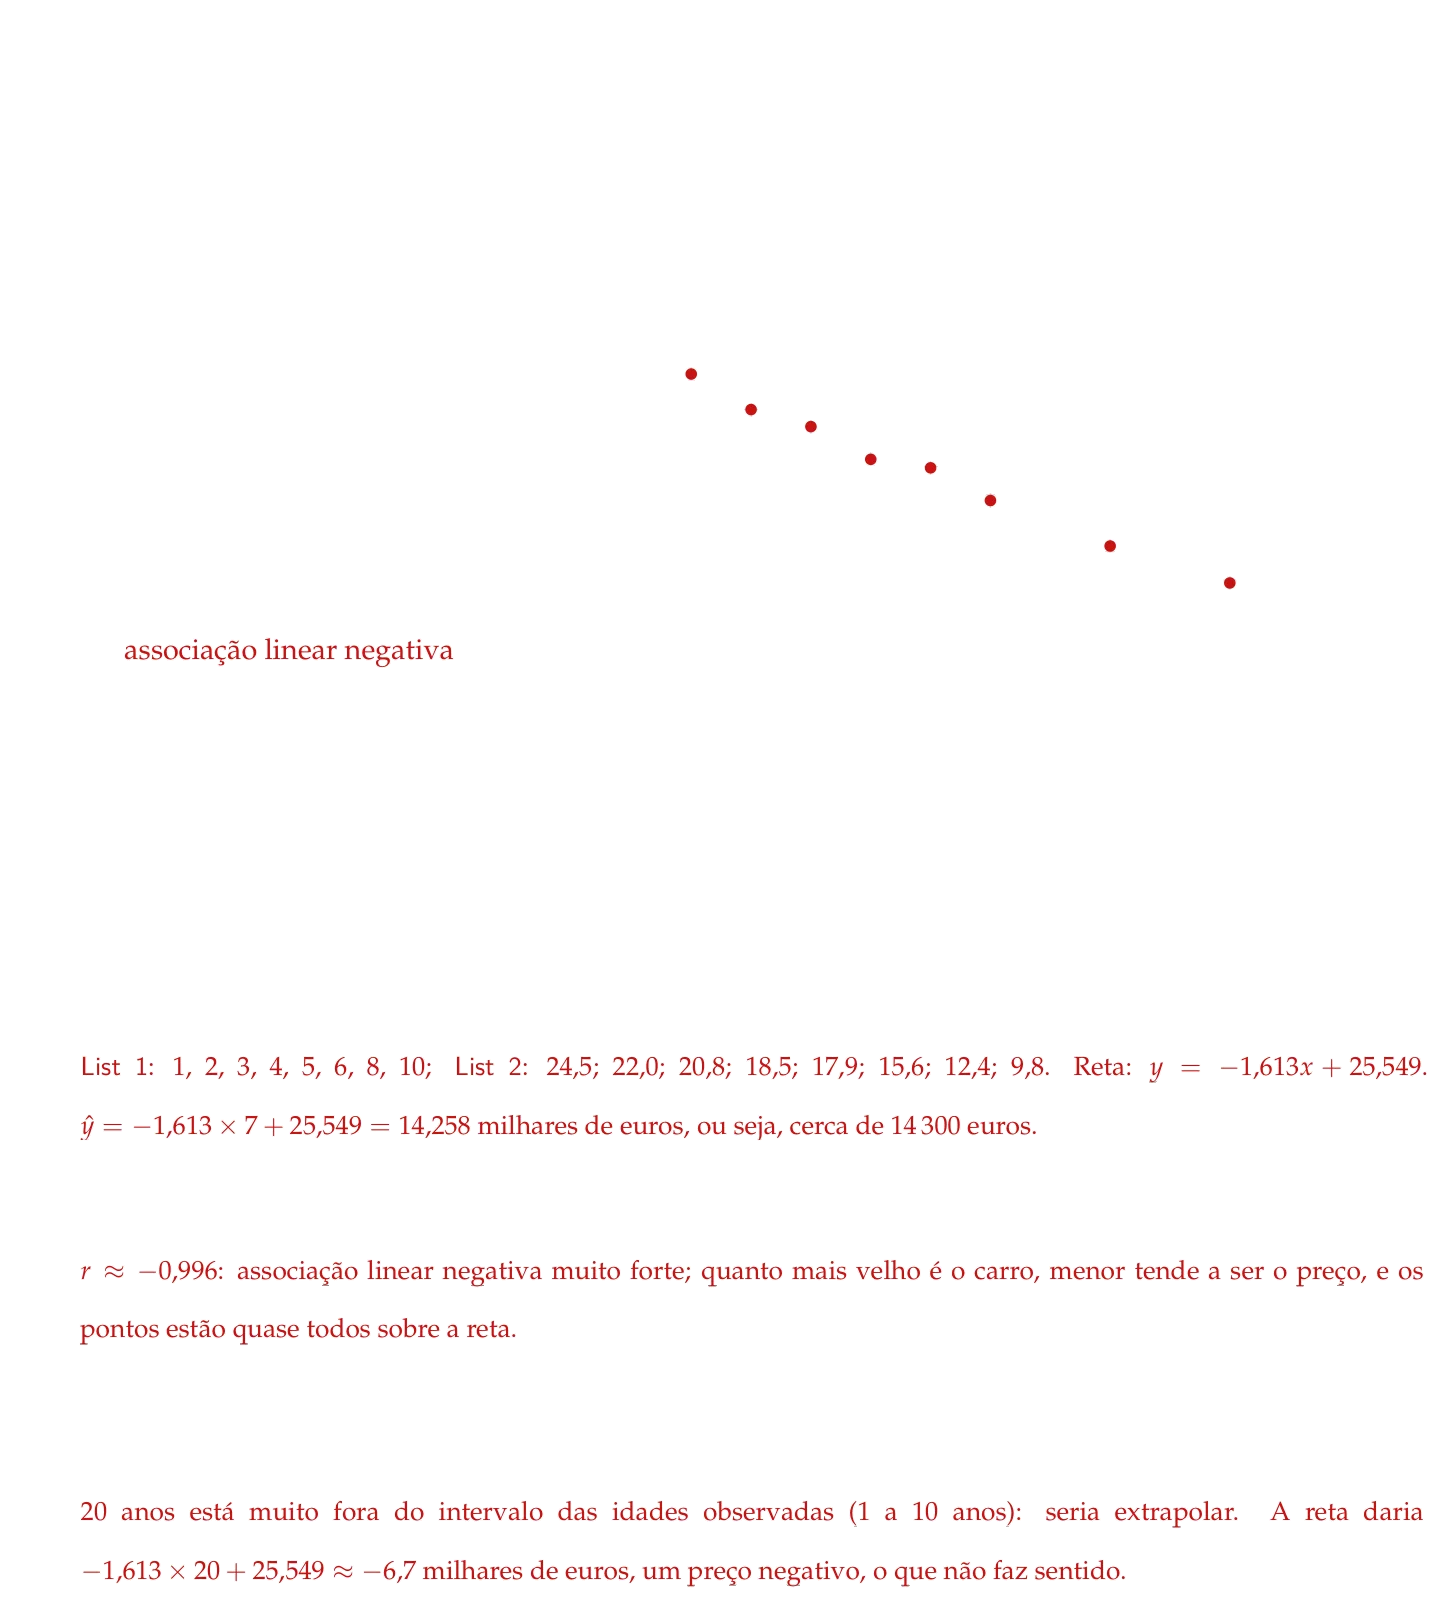 associação linear negativa
List 1: 1, 2, 3, 4, 5, 6, 8, 10; List 2: 24,5; 22,0; 20,8; 18,5; 17,9; 15,6; 12,4; 9,8. Reta: y = −1,613x + 25,549.
ŷ = −1,613 × 7 + 25,549 = 14,258 milhares de euros, ou seja, cerca de 14 300 euros.
r ≈ −0,996: associação linear negativa muito forte; quanto mais velho é o carro, menor tende a ser o preço, e os
pontos estão quase todos sobre a reta.
20 anos está muito fora do intervalo das idades observadas (1 a 10 anos): seria extrapolar. A reta daria
−1,613 × 20 + 25,549 ≈ −6,7 milhares de euros, um preço negativo, o que não faz sentido.